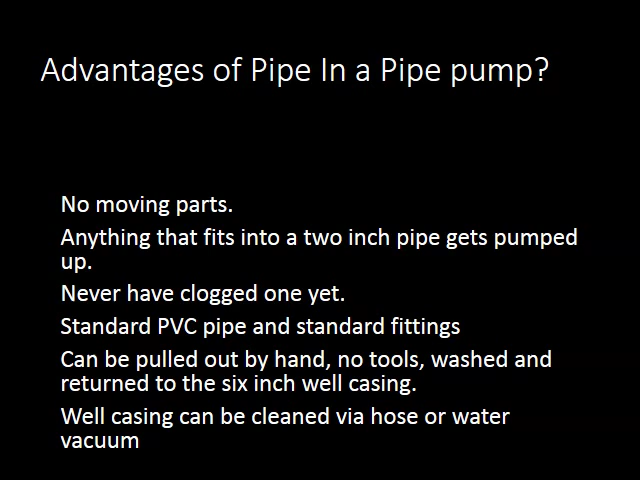 Advantages of Pipe In a Pipe pump?
No moving parts.
Anything that fits into a two inch pipe gets pumped
up.
Never have clogged one yet.
Standard PVC pipe and standard fittings
Can be pulled out by hand, no tools, washed and
returned to the six inch well casing.
Well casing can be cleaned via hose or water
vacuum